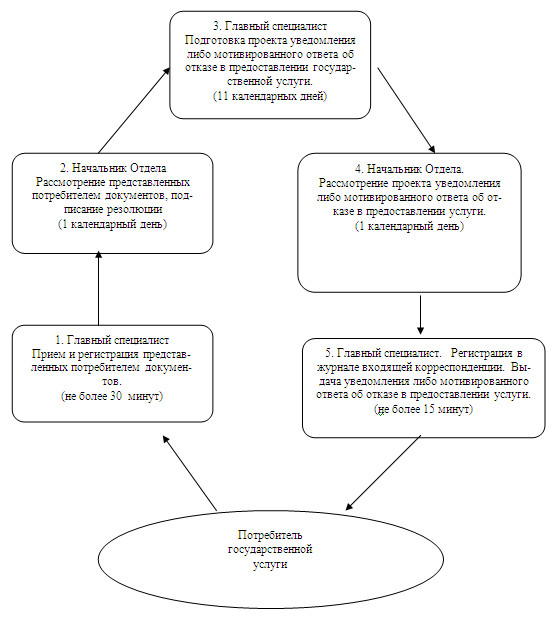 3. Главный специалист
Подготовка проекта уведомления
либо мотивированного ответа об
отказе в предоставлении государ-
ственной услуги.
(11 календарных дней)
2. Начальник Отдела
Рассмотрение представленных
потребителем документов, под-
писание резолюции
(1 календарный день)
4. Начальник Отдела.
Рассмотрение проекта уведомления
либо мотивированного ответа об от-
казе в предоставлении услуги.
(1 календарный день)
1. Главный специалист
Прием и регистрация представ-
ленных потребителем докумен-
тов.
(не более 30 минут)
5. Главный специалист. Регистрация в
журнале входящей корреспонденции. Вы-
дача уведомления либо мотивированного
ответа об отказе в предоставлении услуги.
(не более 15 минут)
Потребитель
государственной
услуги